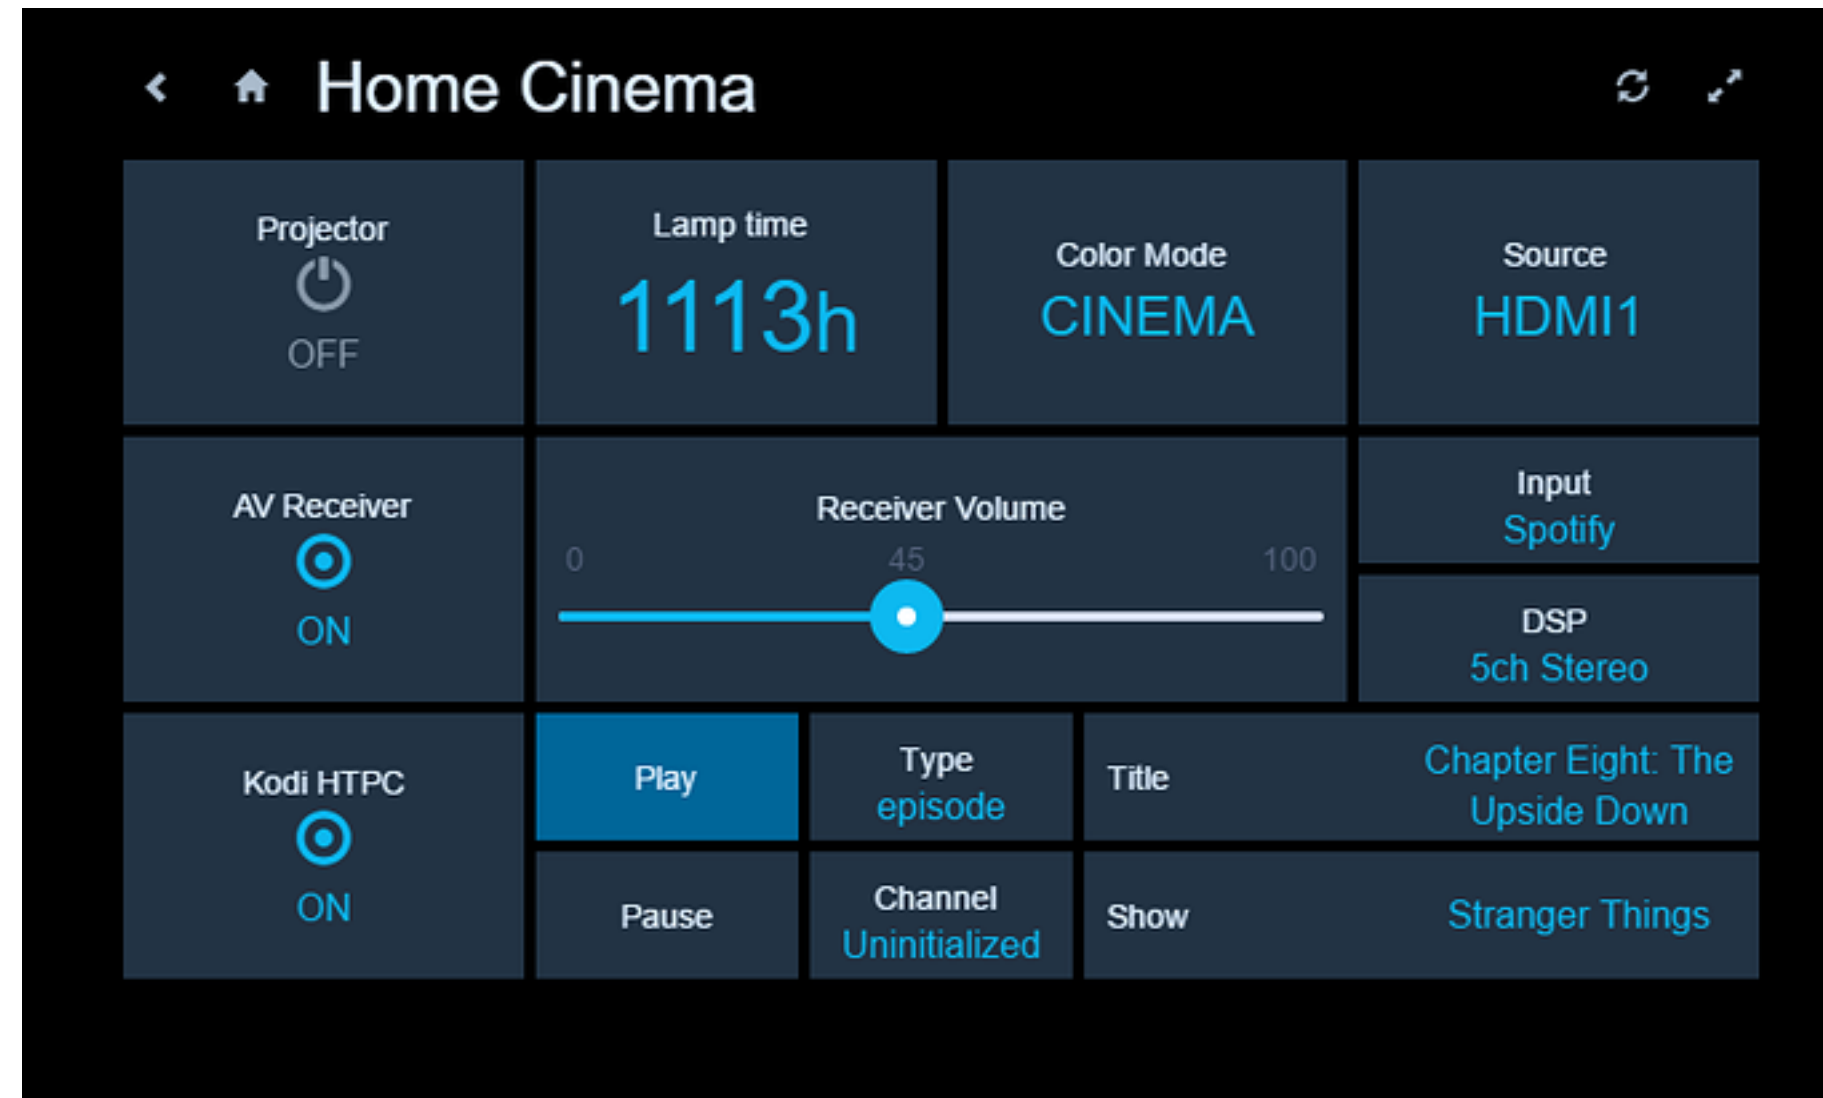 Home Cinema
Projector
OFF
Lamp time
1113h
Color Mode
CINEMA
Source
HDMI1
AV Receiver
ON
Receiver Volume
0 45 100
Input
Spotify
DSP
5ch Stereo
Kodi HTPC
ON
Play
Pause
Type
episode
Channel
Uninitialized
Title
Chapter Eight: The
Upside Down
Show
Stranger Things